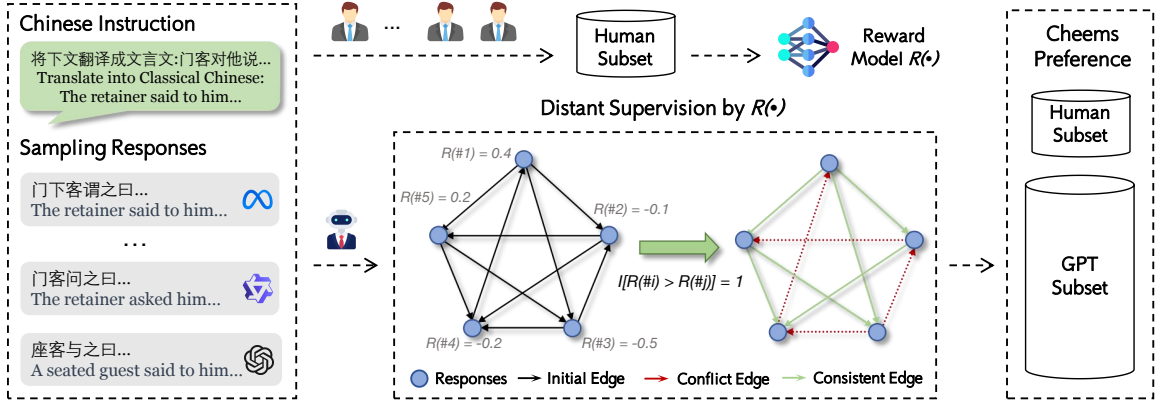 Chinese Instruction
将下文翻译成文言文:门客对他说...
Translate into Classical Chinese:
The retainer said to him...
Sampling Responses
门下客谓之曰...
The retainer said to him...
...
门客问之曰...
The retainer asked him...
座客与之曰...
A seated guest said to him...
...
Human
Subset
Reward
Model R(•)
Distant Supervision by R(•)
R(#1) = 0.4
R(#5) = 0.2
R(#2) = -0.1
R(#4) = -0.2
R(#3) = -0.5
I[R(#i) > R(#j)] = 1
Responses
Initial Edge
Conflict Edge
Consistent Edge
Cheems
Preference
Human
Subset
GPT
Subset